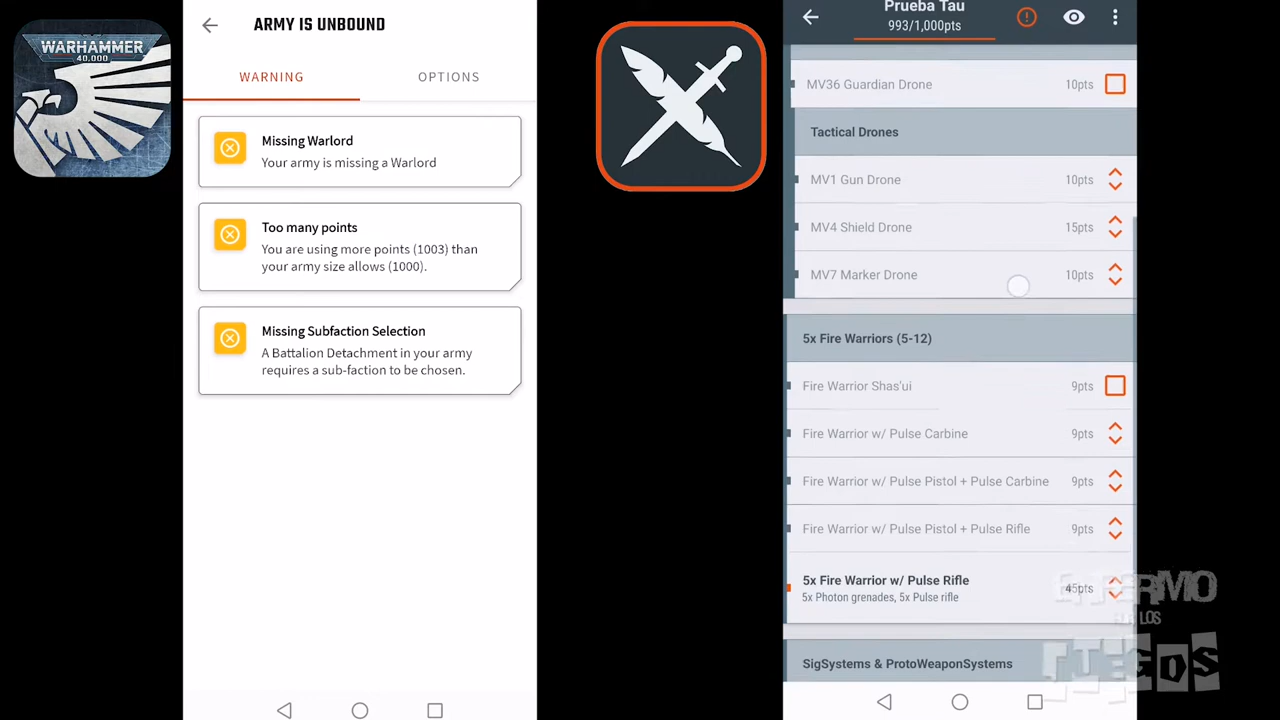 WARHAMMER
40,000
ARMY IS UNBOUND
WARNING
OPTIONS
Missing Warlord
Your army is missing a Warlord
Too many points
You are using more points (1003) than
your army size allows (1000).
Missing Subfaction Selection
A Battalion Detachment in your army
requires a sub-faction to be chosen.
Prueba Tau
993/1,000pts
MV36 Guardian Drone 10pts
Tactical Drones
MV1 Gun Drone 10pts
MV4 Shield Drone 15pts
MV7 Marker Drone 10pts
5x Fire Warriors (5-12)
Fire Warrior Shas'ui 9pts
Fire Warrior w/ Pulse Carbine 9pts
Fire Warrior w/ Pulse Pistol + Pulse Carbine 9pts
Fire Warrior w/ Pulse Pistol + Pulse Rifle 9pts
5x Fire Warrior w/ Pulse Rifle 45pts
5x Photon grenades, 5x Pulse rifle
SigSystems & ProtoWeaponSystems